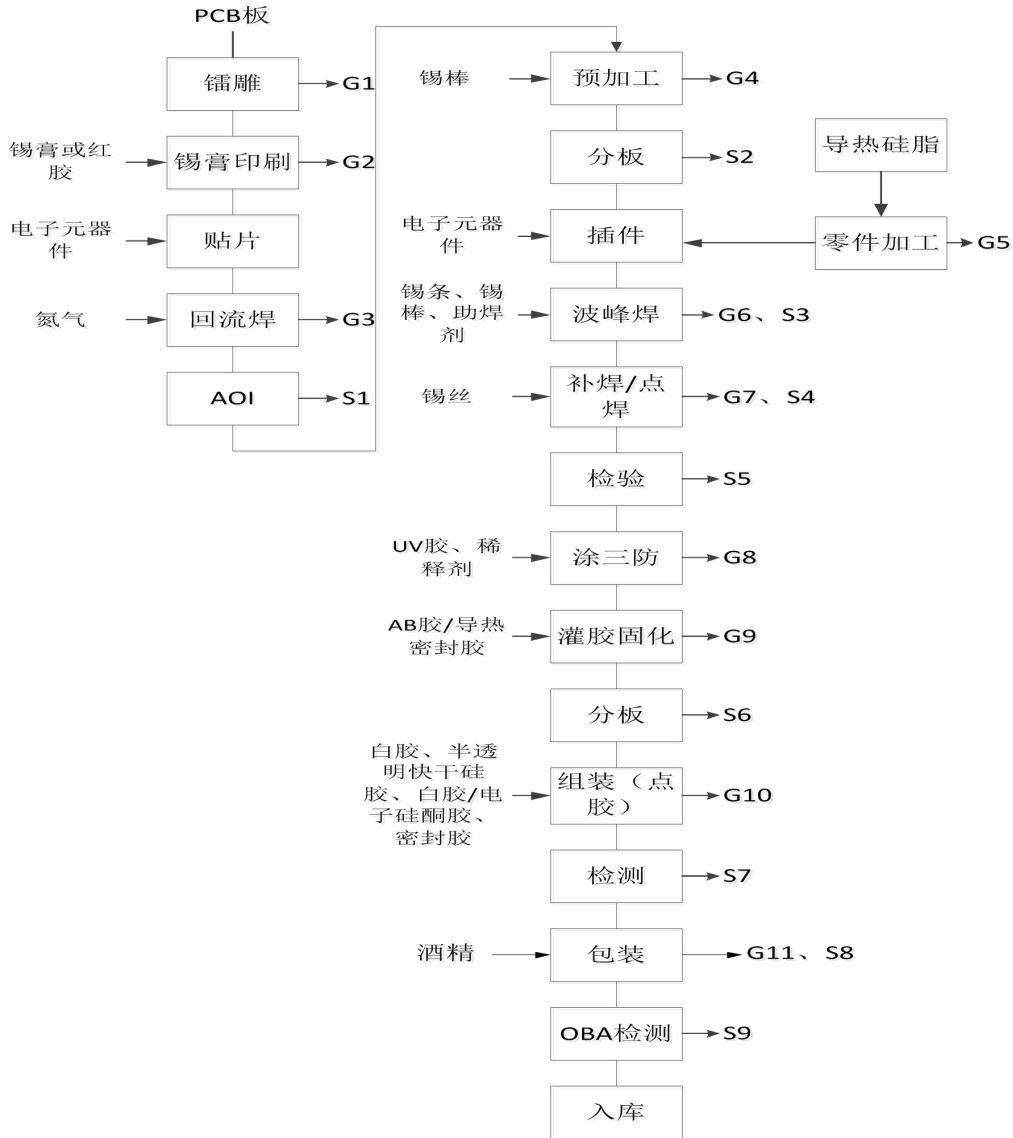 PCB板
镭雕
G1
锡膏或红
胶
锡膏印刷
G2
电子元器
件
贴片
氮气
回流焊
G3
AOI
S1
锡棒
预加工
G4
分板
S2
导热硅脂
电子元器
件
插件
零件加工
G5
锡条、锡
棒、助焊
剂
波峰焊
G6、S3
锡丝
补焊/点
焊
G7、S4
检验
S5
UV胶、稀
释剂
涂三防
G8
AB胶/导热
密封胶
灌胶固化
G9
分板
S6
白胶、半透
明快干硅
胶、白胶/电
子硅酮胶、
密封胶
组装（点
胶）
G10
检测
S7
酒精
包装
G11、S8
OBA检测
S9
入库